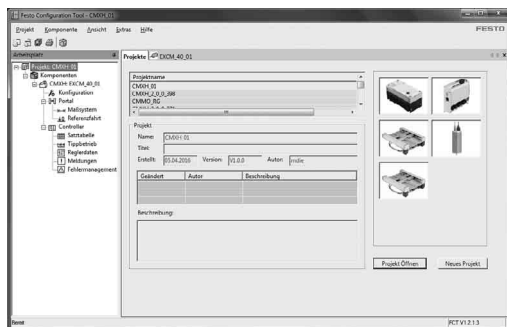 Festo Configuration Tool - CMXH_01
Projekt Komponente Ansicht Extras Hilfe
FESTO
Arbeitsplatz
Projekte EXCM_40_01
Projekt: CMXH_01
Komponenten
CMXH: EXCM_40_01
Konfiguration
Portal
Maßsystem
Referenzfahrt
Controller
Satztabelle
Tippbetrieb
Reglerdaten
Meldungen
Fehlermanagement
Projektname
CMXH_01
CMXH_2_0_0_398
CMMO_RG
Projekt
Name: CMXH_01
Titel:
Erstellt: 05.04.2016 Version: V1.0.0 Autor:
Geändert Autor Beschreibung
Beschreibung:
Projekt Öffnen Neues Projekt
Bereit
FCT V1.2.1.3